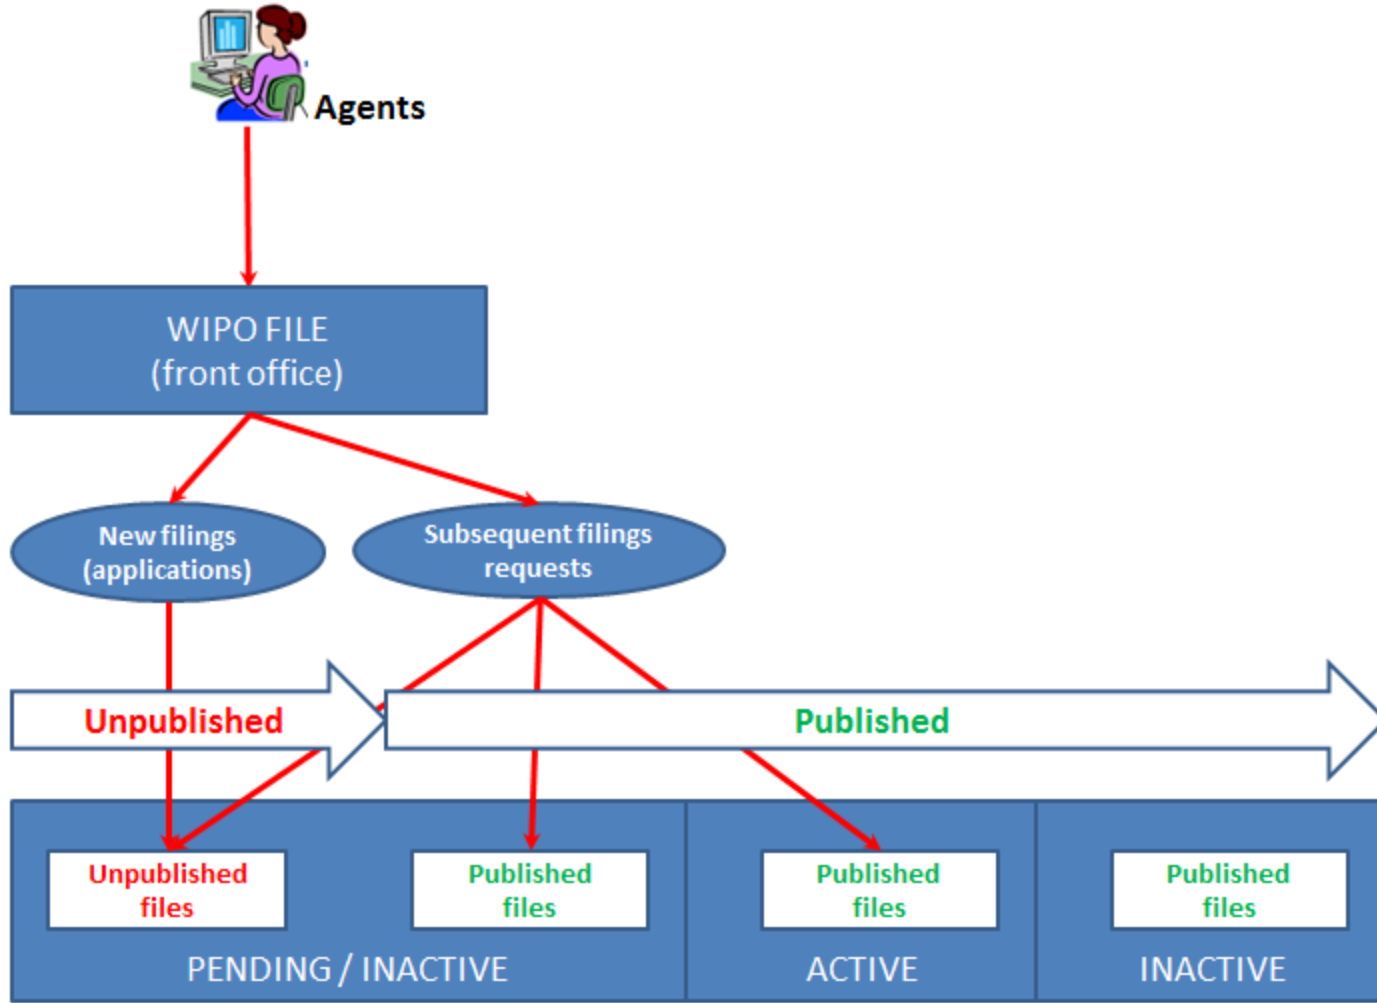 Agents
WIPO FILE
(front office)
New filings
(applications)
Subsequent filings
requests
Unpublished
Published
Unpublished
files
Published
files
Published
files
Published
files
PENDING / INACTIVE
ACTIVE
INACTIVE